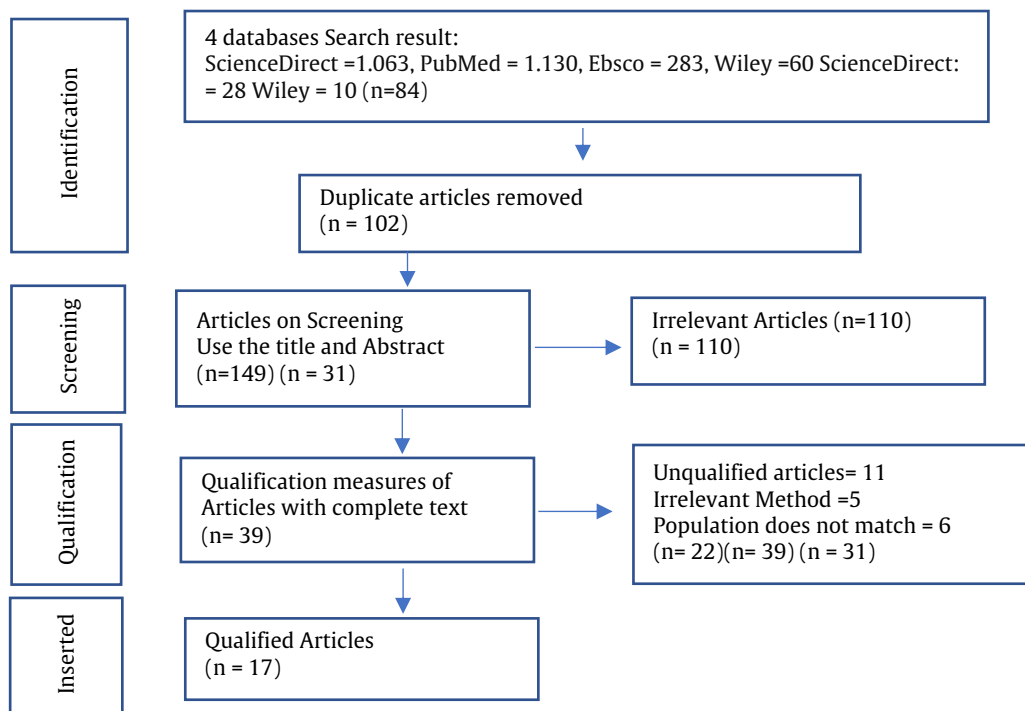 Identification
4 databases Search result:
ScienceDirect =1.063, PubMed = 1.130, Ebsco = 283, Wiley =60 ScienceDirect:
= 28 Wiley = 10 (n=84)
Duplicate articles removed
(n = 102)
Screening
Articles on Screening
Use the title and Abstract
(n=149) (n = 31)
Irrelevant Articles (n=110)
(n = 110)
Qualification
Qualification measures of
Articles with complete text
(n= 39)
Unqualified articles= 11
Irrelevant Method =5
Population does not match = 6
(n= 22)(n= 39) (n = 31)
Inserted
Qualified Articles
(n = 17)